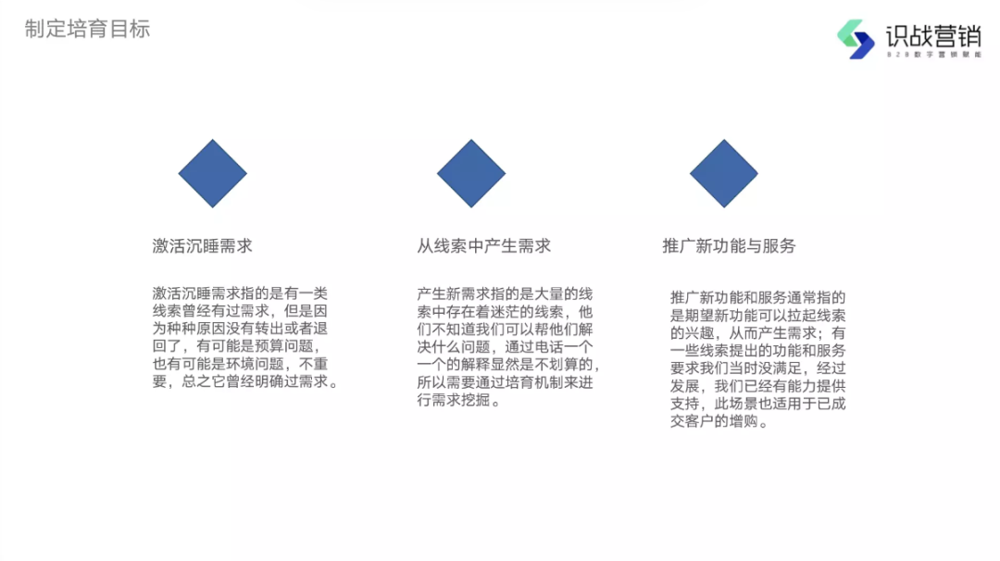 制定培育目标
识战营销
B2B数字营销赋能
激活沉睡需求
激活沉睡需求指的是有一类
线索曾经有过需求，但是因
为种种原因没有转出或者退
回了，有可能是预算问题，
也有可能是环境问题，不重
要，总之它曾经明确过需求。
从线索中产生需求
产生新需求指的是大量的线
索中存在着迷茫的线索，他
们不知道我们可以帮他们解
决什么问题，通过电话一个
一个的解释显然是不划算的，
所以需要通过培育机制来进
行需求挖掘。
推广新功能与服务
推广新功能和服务通常指的
是期望新功能可以拉起线索
的兴趣，从而产生需求；有
一些线索提出的功能和服务
要求我们当时没满足，经过
发展，我们已经有能力提供
支持，此场景也适用于已成
交客户的增购。